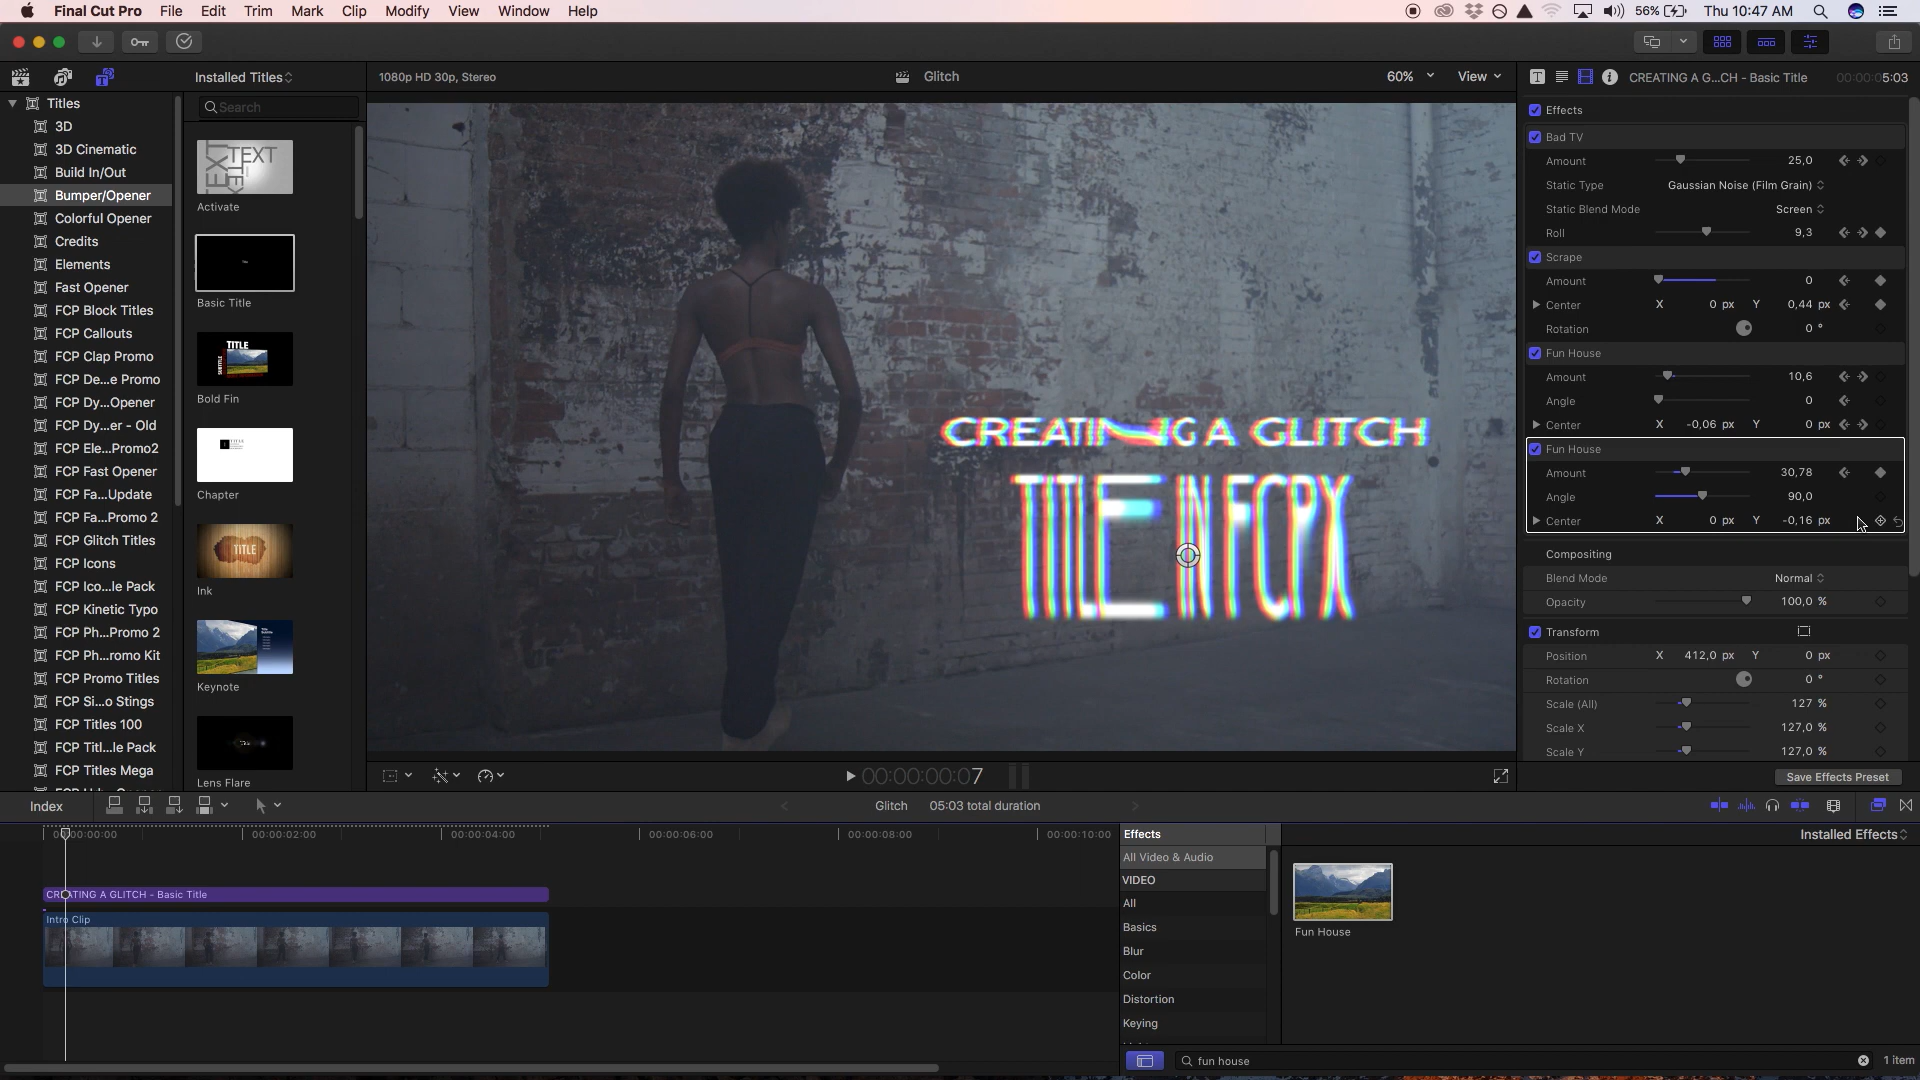 Final Cut Pro File Edit Trim Mark Clip Modify View Window Help 56% Thu 10:47 AM
Installed Titles 1080p HD 30p, Stereo Glitch 60% View CREATING A G...CH - Basic Title 00:00:05:03
Titles
3D
3D Cinematic
Build In/Out
Bumper/Opener
Colorful Opener
Credits
Elements
Fast Opener
FCP Block Titles
FCP Callouts
FCP Clap Promo
FCP De...e Promo
FCP Dy...Opener
FCP Dy...er - Old
FCP Ele...Promo2
FCP Fast Opener
FCP Fa...Update
FCP Fa...Promo 2
FCP Glitch Titles
FCP Icons
FCP Ico...le Pack
FCP Kinetic Typo
FCP Ph...Promo 2
FCP Ph...romo Kit
FCP Promo Titles
FCP Si...o Stings
FCP Titles 100
FCP Titl...le Pack
FCP Titles Mega
Search
TEXT
Activate
Basic Title
TITLE
Bold Fin
Chapter
TITLE
Ink
Keynote
Lens Flare
CREATING A GLITCH
TITLE IN FCPX
Effects
Bad TV
Amount 25,0
Static Type Gaussian Noise (Film Grain)
Static Blend Mode Screen
Roll 9,3
Scrape
Amount 0
Center X 0 px Y 0,44 px
Rotation 0 °
Fun House
Amount 10,6
Angle 0
Center X -0,06 px Y 0 px
Fun House
Amount 30,78
Angle 90,0
Center X 0 px Y -0,16 px
Compositing
Blend Mode Normal
Opacity 100,0 %
Transform
Position X 412,0 px Y 0 px
Rotation 0 °
Scale (All) 127 %
Scale X 127,0 %
Scale Y 127,0 %
Save Effects Preset
00:00:00:07
Index Glitch 05:03 total duration
00:00:02:00 00:00:04:00 00:00:06:00 00:00:08:00 00:00:10:00
CREATING A GLITCH - Basic Title
Intro Clip
Effects Installed Effects
All Video & Audio
VIDEO
All
Basics
Blur
Color
Distortion
Keying
Fun House
fun house 1 item